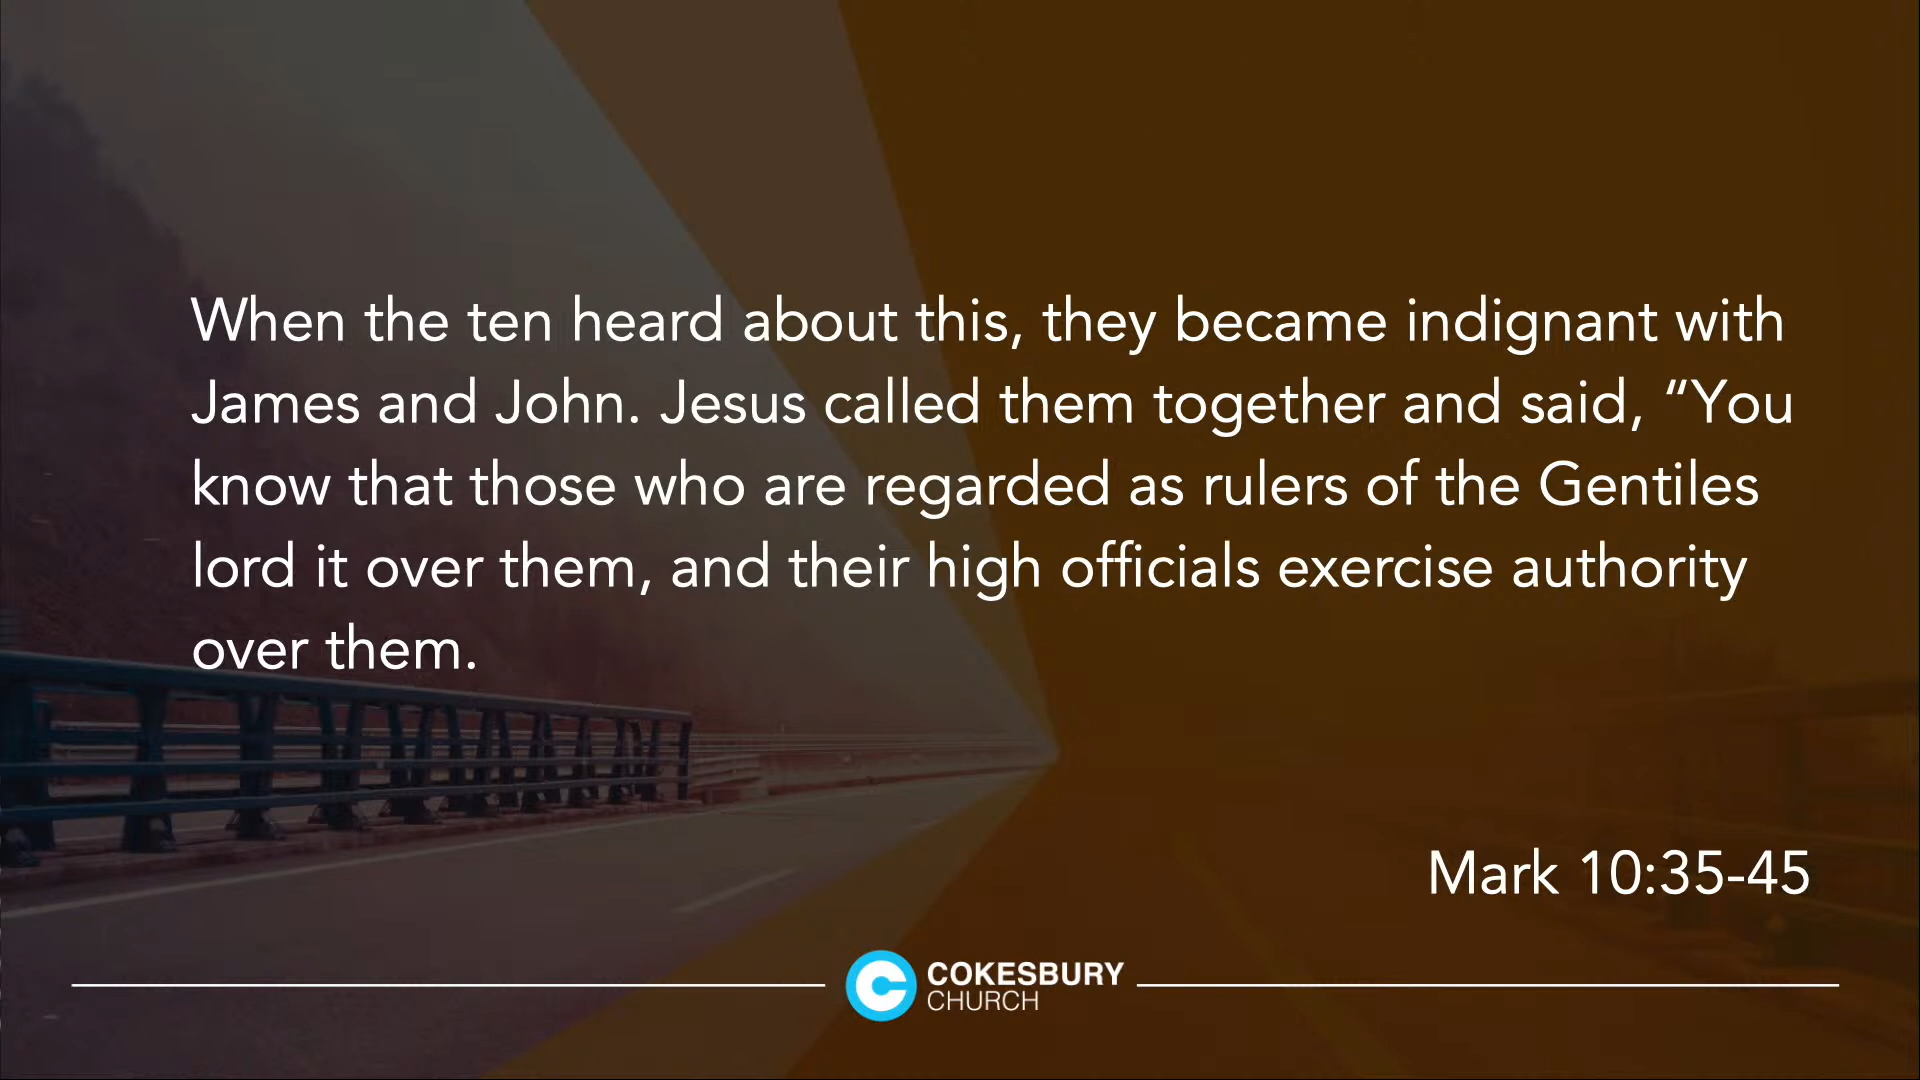 When the ten heard about this, they became indignant with
James and John. Jesus called them together and said, “You
know that those who are regarded as rulers of the Gentiles
lord it over them, and their high officials exercise authority
over them.
Mark 10:35-45
COKESBURY
CHURCH